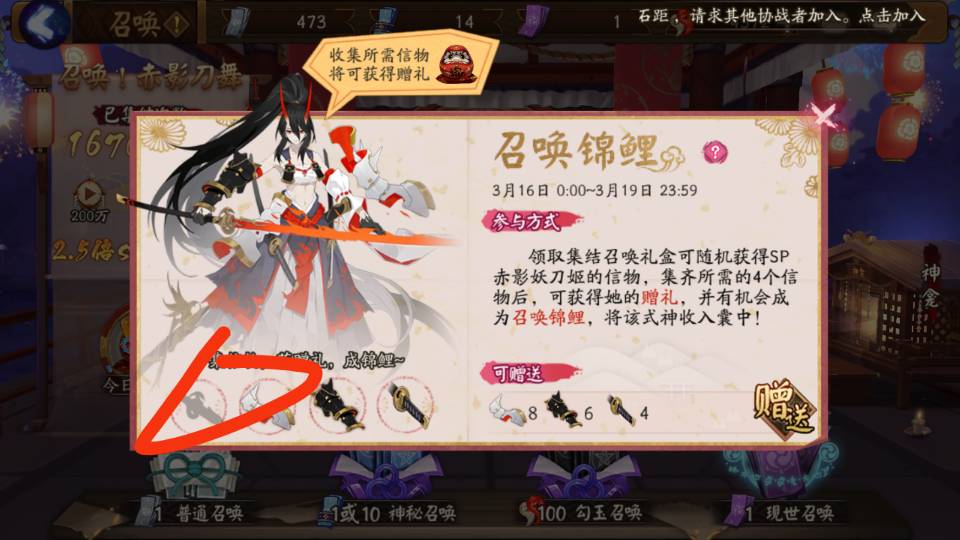 召唤
473
14
1
石距，请求其他协战者加入。点击加入
收集所需信物
将可获得赠礼
召唤！赤影刀舞
167
200万
2.5倍
召唤锦鲤
?
3月16日 0:00~3月19日 23:59
参与方式
领取集结召唤礼盒可随机获得SP
赤影妖刀姬的信物，集齐所需的4个信
物后，可获得她的赠礼，并有机会成
为召唤锦鲤，将该式神收入囊中！
赠礼，成锦鲤~
可赠送
8
6
4
赠送
神龛
今日
1 普通召唤
1或10 神秘召唤
100 勾玉召唤
1 现世召唤